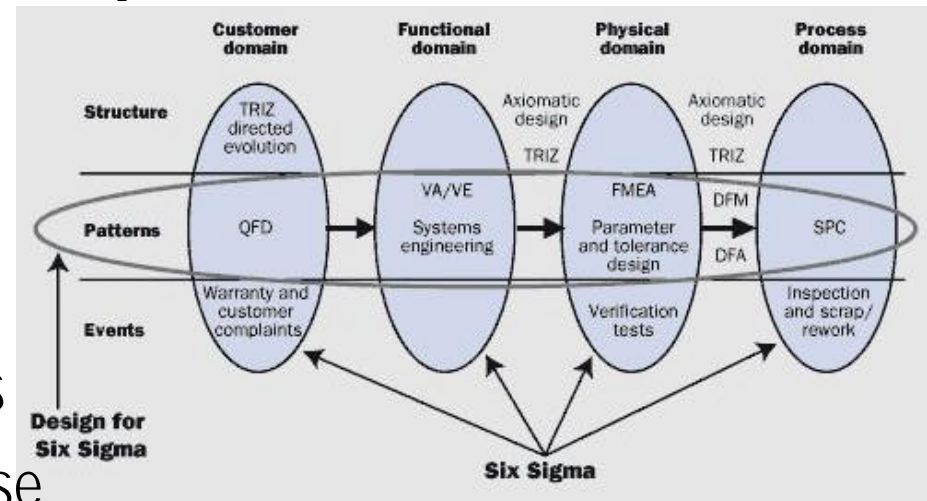 Customer domain
Functional domain
Physical domain
Process domain
Structure
TRIZ
directed
evolution
Axiomatic
design
TRIZ
Axiomatic
design
TRIZ
Patterns
QFD
VA/VE
Systems
engineering
FMEA
Parameter
and tolerance
design
DFM
DFA
SPC
Events
Warranty and
customer
complaints
Verification
tests
Inspection
and scrap/
rework
s
Design for
Six Sigma
Six Sigma
se